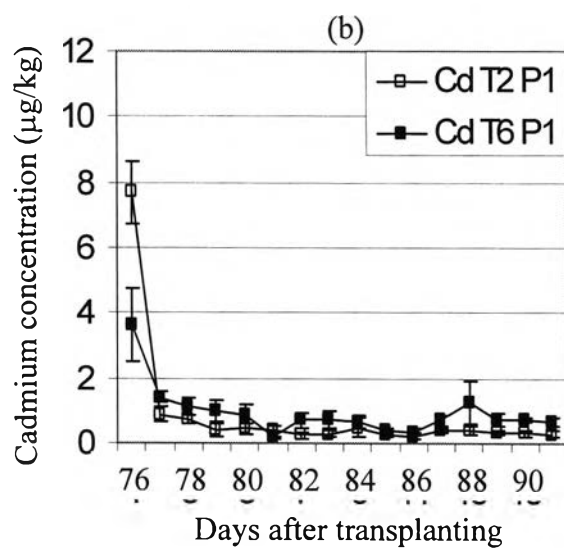 (b)
Cadmium concentration (µg/kg)
12
10
8
6
4
2
0
Cd T2 P1
Cd T6 P1
76 78 80 82 84 86 88 90
Days after transplanting